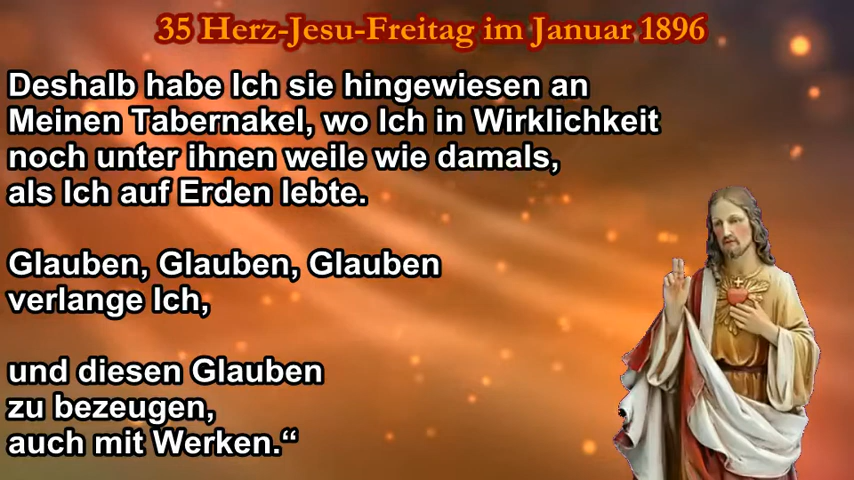 35 Herz-Jesu-Freitag im Januar 1896
Deshalb habe Ich sie hingewiesen an
Meinen Tabernakel, wo Ich in Wirklichkeit
noch unter ihnen weile wie damals,
als Ich auf Erden lebte.
Glauben, Glauben, Glauben
verlange Ich,
und diesen Glauben
zu bezeugen,
auch mit Werken.“